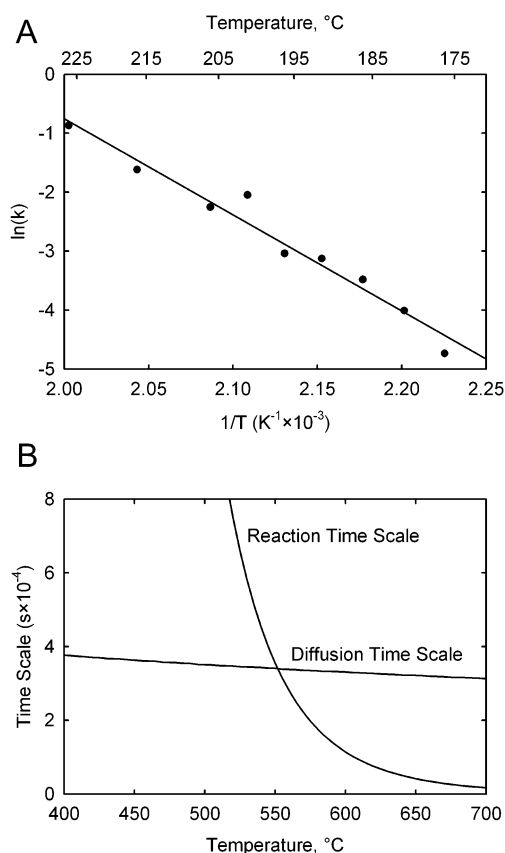 A
Temperature, °C
225 215 205 195 185 175
0
-1
-2
-3
-4
-5
ln(k)
2.00 2.05 2.10 2.15 2.20 2.25
1/T (K⁻¹×10⁻³)
B
8
6
4
2
0
Time Scale (s×10⁻⁴)
Reaction Time Scale
Diffusion Time Scale
400 450 500 550 600 650 700
Temperature, °C